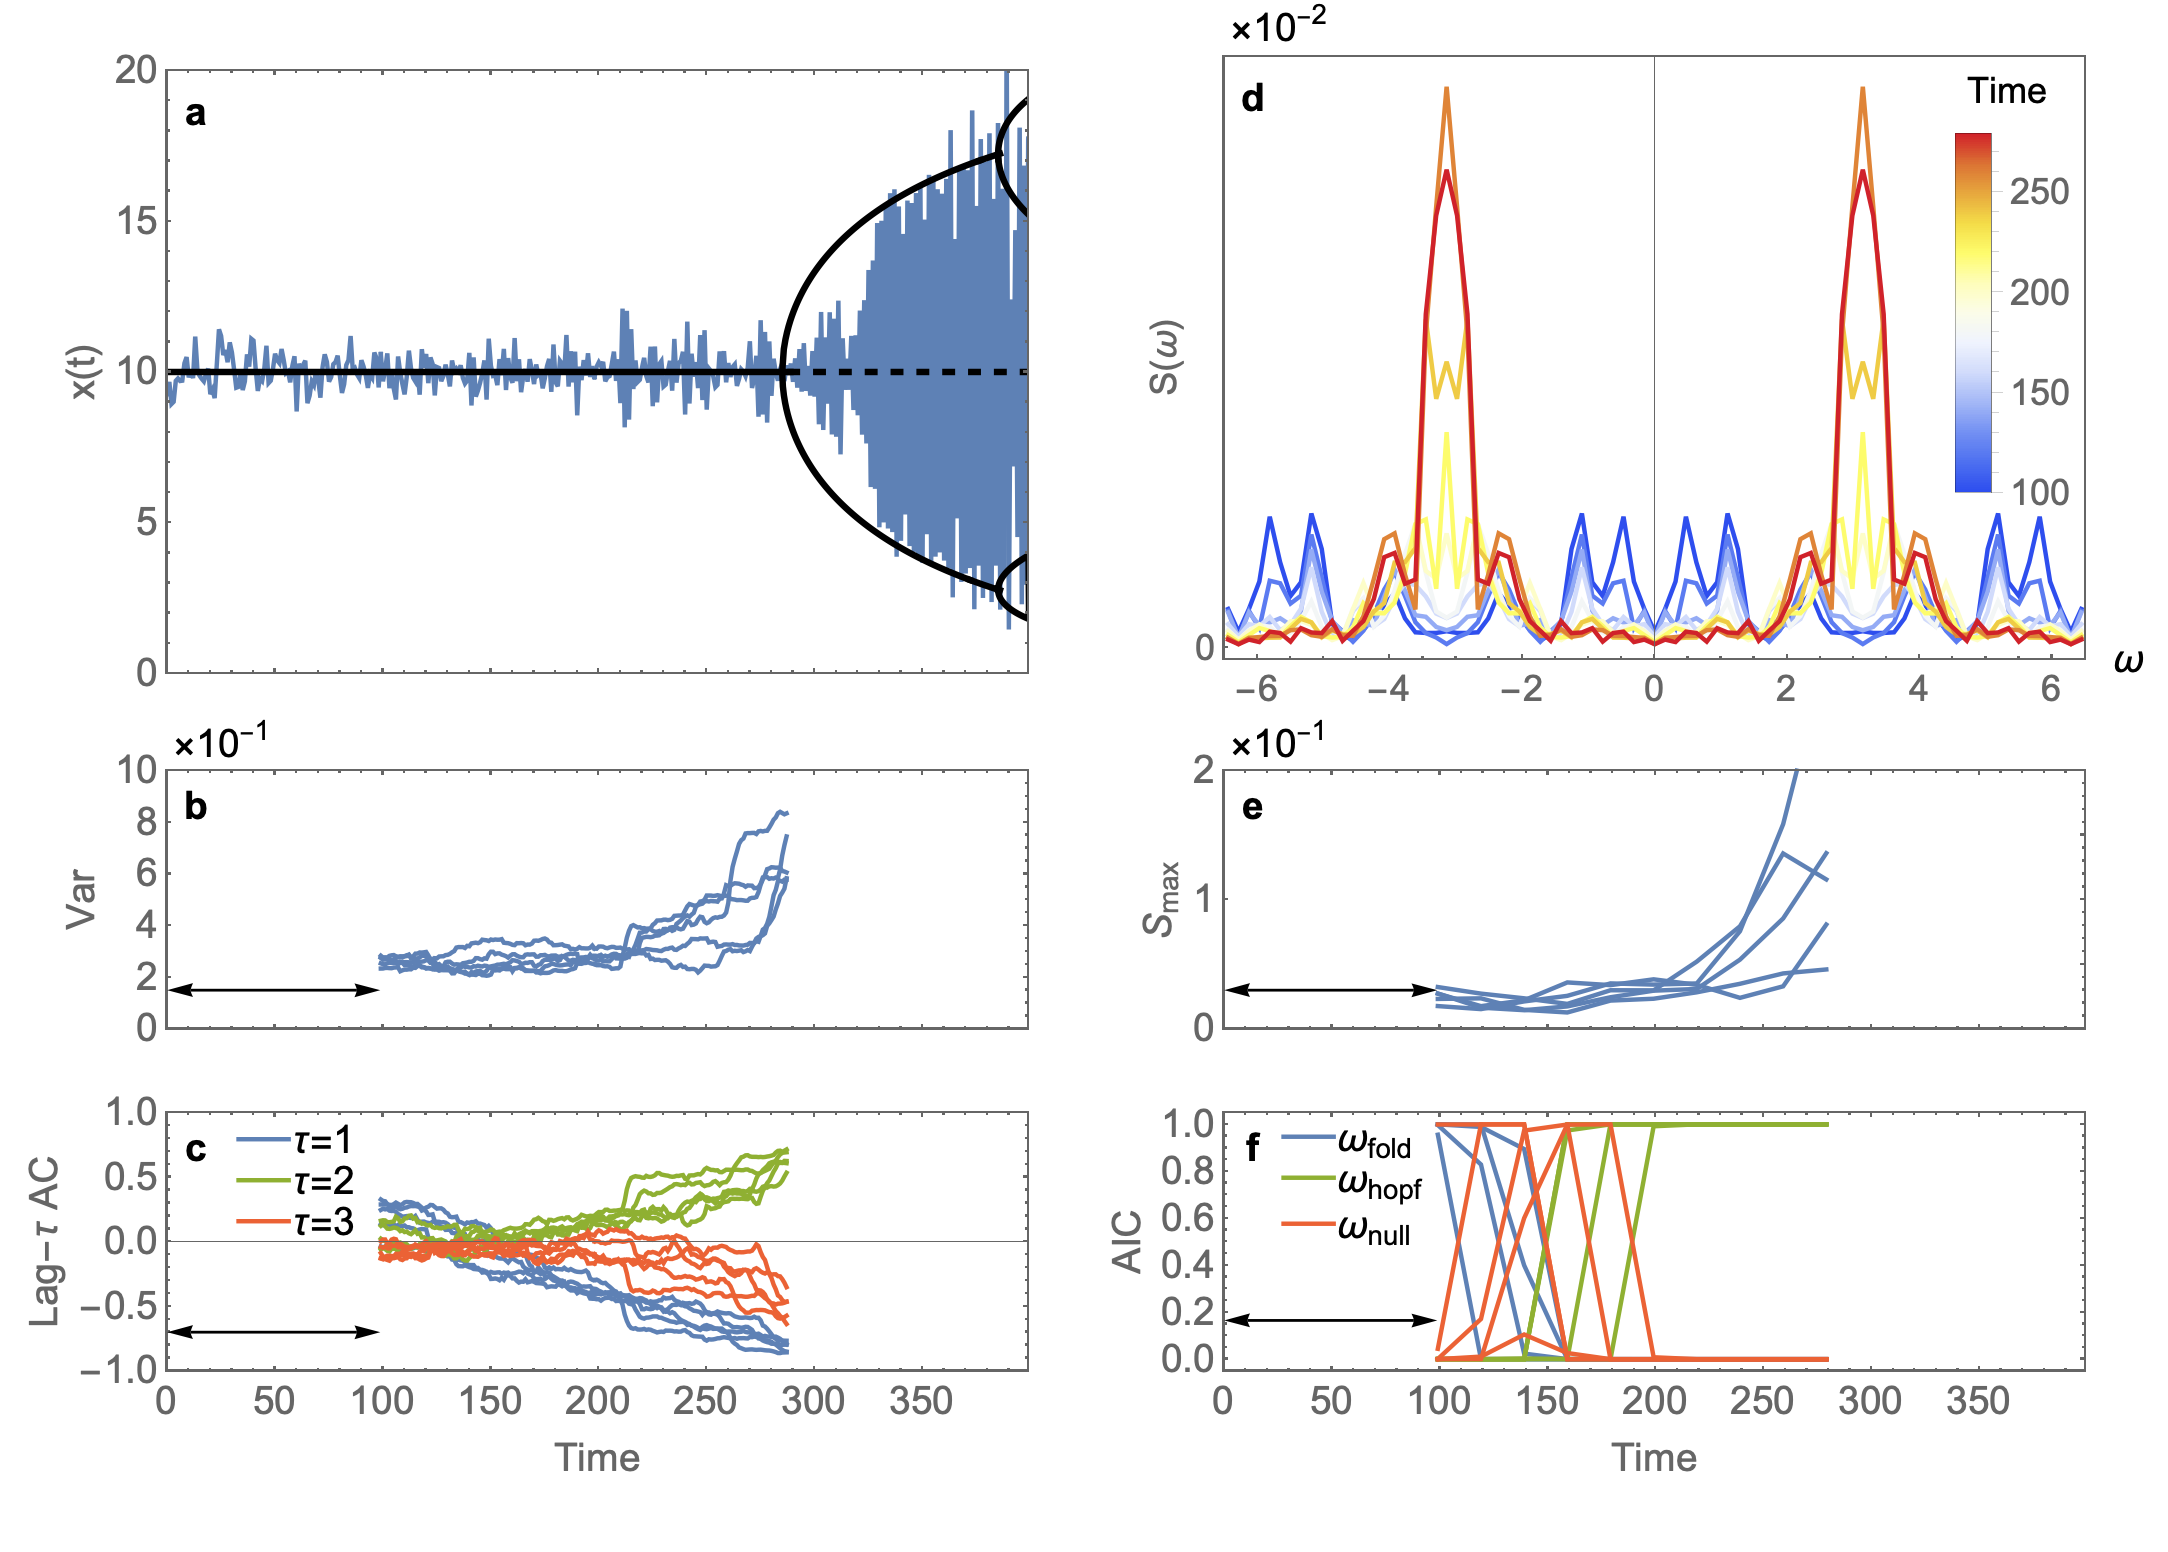 a
x(t)
20
15
10
5
0
×10⁻²
d
Time
250
200
150
100
S(ω)
0
−6 −4 −2 0 2 4 6
ω
×10⁻¹
b
Var
10
8
6
4
2
0
×10⁻¹
e
Smax
2
1
0
c
τ=1
τ=2
τ=3
Lag−τ AC
1.0
0.5
0.0
−0.5
−1.0
0 50 100 150 200 250 300 350
Time
f
ωfold
ωhopf
ωnull
AIC
1.0
0.8
0.6
0.4
0.2
0.0
0 50 100 150 200 250 300 350
Time